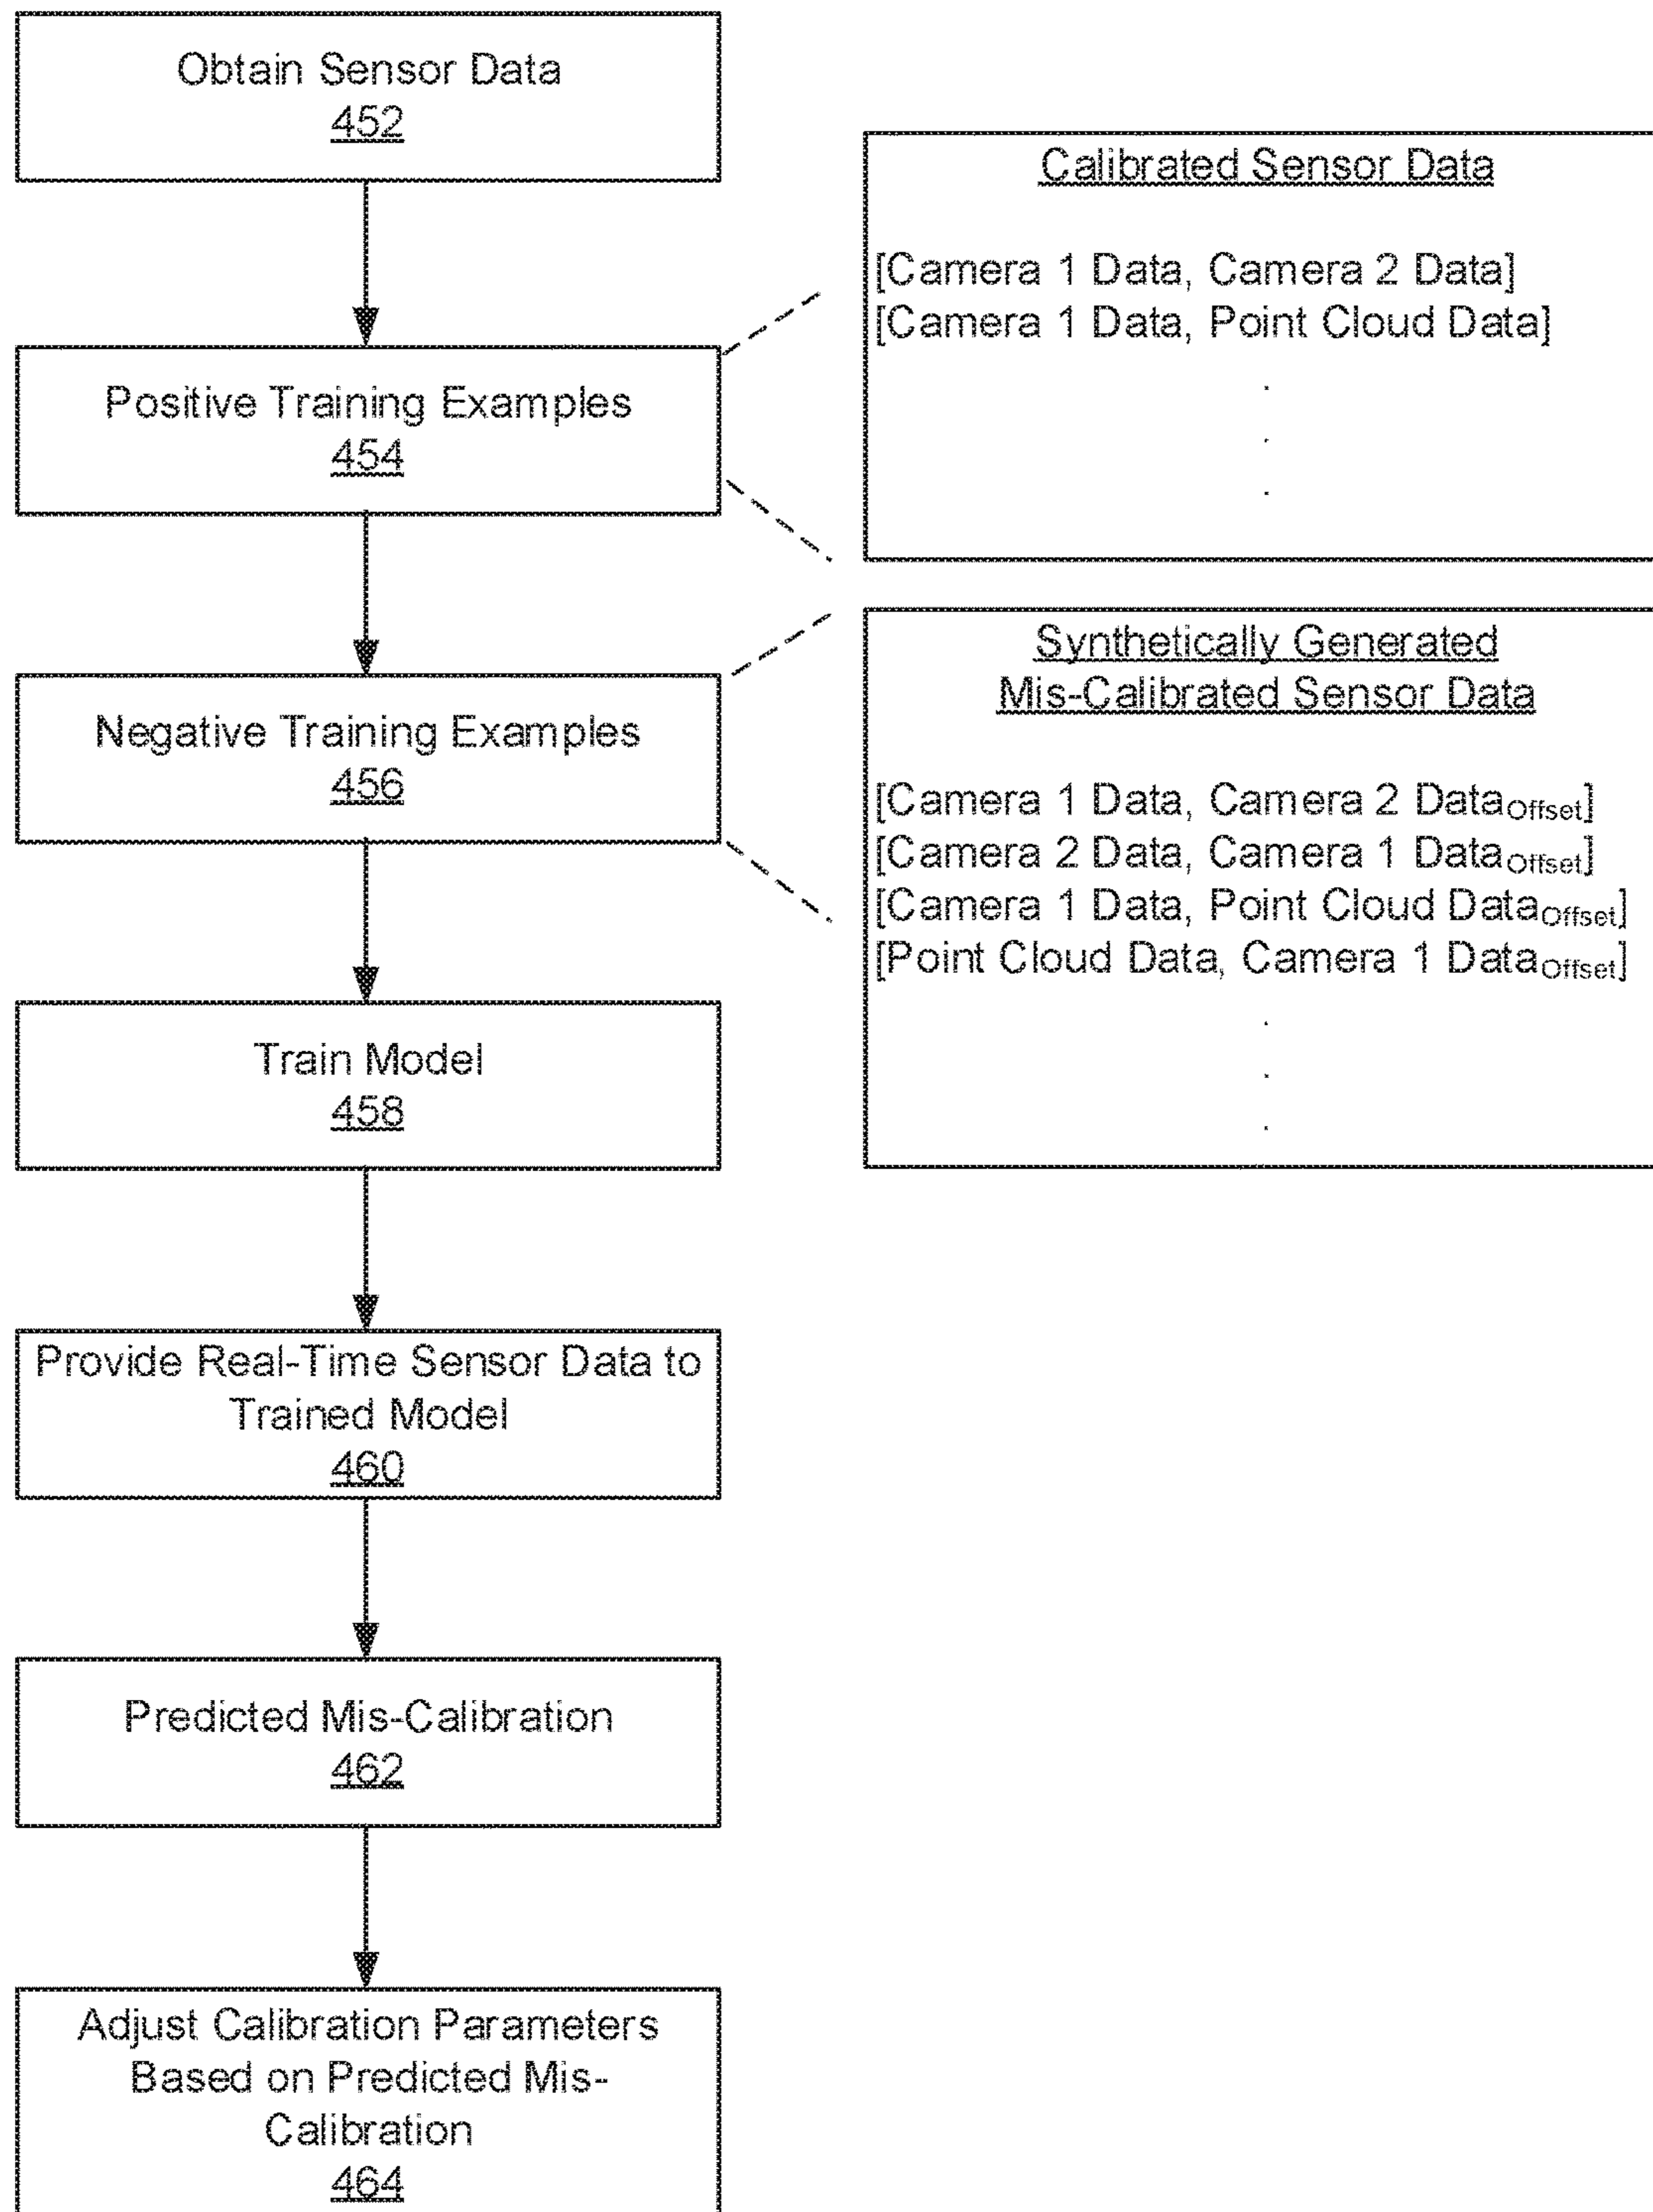 Obtain Sensor Data
452
Positive Training Examples
454
Calibrated Sensor Data
[Camera 1 Data, Camera 2 Data]
[Camera 1 Data, Point Cloud Data]
.
.
.
Negative Training Examples
456
Synthetically Generated
Mis-Calibrated Sensor Data
[Camera 1 Data, Camera 2 DataOffset]
[Camera 2 Data, Camera 1 DataOffset]
[Camera 1 Data, Point Cloud DataOffset]
[Point Cloud Data, Camera 1 DataOffset]
.
.
.
Train Model
458
Provide Real-Time Sensor Data to
Trained Model
460
Predicted Mis-Calibration
462
Adjust Calibration Parameters
Based on Predicted Mis-
Calibration
464